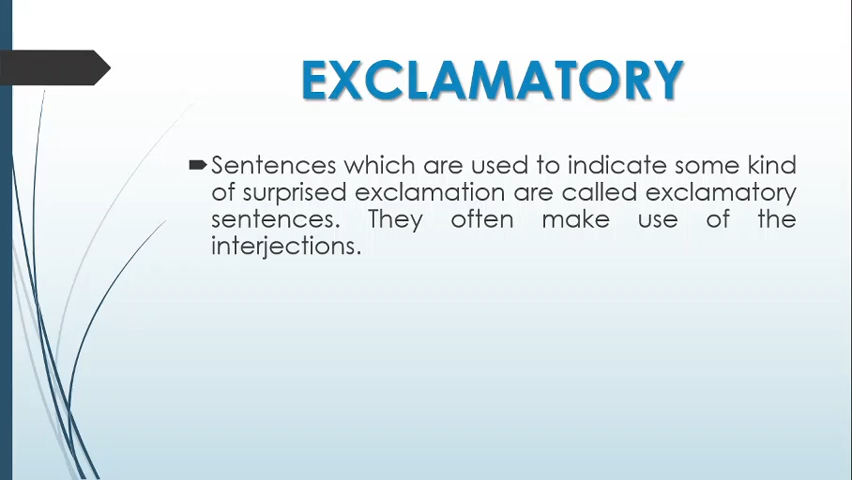 EXCLAMATORY
Sentences which are used to indicate some kind
of surprised exclamation are called exclamatory
sentences. They often make use of the
interjections.